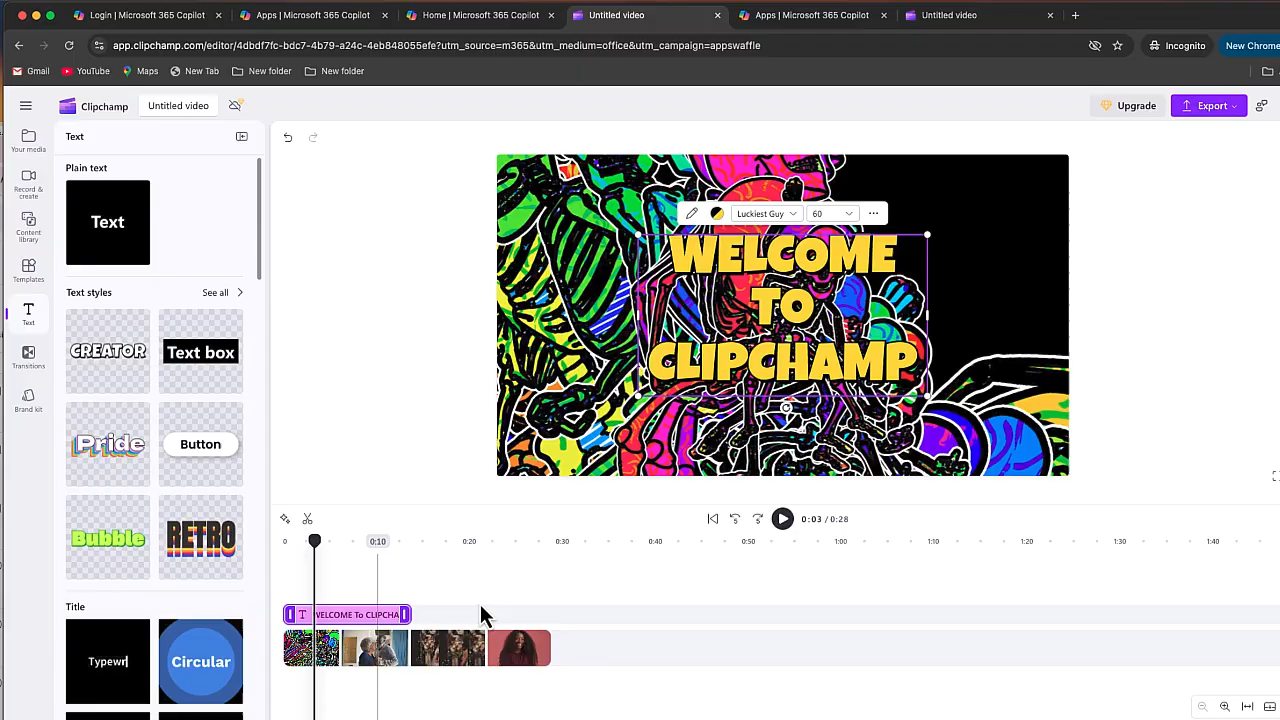 Login | Microsoft 365 Copilot
Apps | Microsoft 365 Copilot
Home | Microsoft 365 Copilot
Untitled video
Apps | Microsoft 365 Copilot
Untitled video
app.clipchamp.com/editor/4dbdf7fc-bdc7-4b79-a24c-4eb848055efe?utm_source=m365&utm_medium=office&utm_campaign=appswaffle
Incognito
New Chrome
Gmail
YouTube
Maps
New Tab
New folder
New folder
Clipchamp
Untitled video
Upgrade
Export
Your media
Record & create
Content library
Templates
Text
Transitions
Brand kit
Text
Plain text
Text
Text styles
See all
CREATOR
Text box
Pride
Button
Bubble
RETRO
Title
Typewr
Circular
Luckiest Guy
60
WELCOME
TO
CLIPCHAMP
5
5
0:03 / 0:28
0
0:10
0:20
0:30
0:40
0:50
1:00
1:10
1:20
1:30
1:40
T WELCOME To CLIPCHA